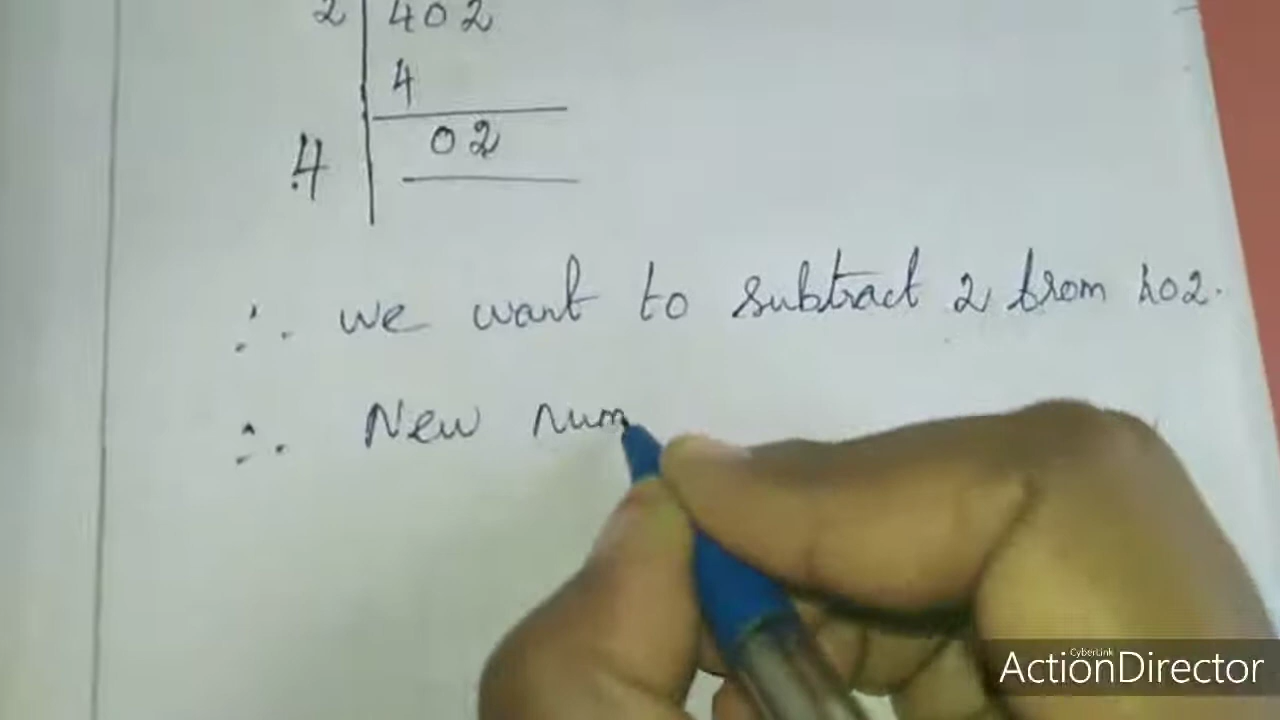 2 402
4
4 02
∴ we want to subtract 2 from 402.
∴ New num
CyberLink
ActionDirector